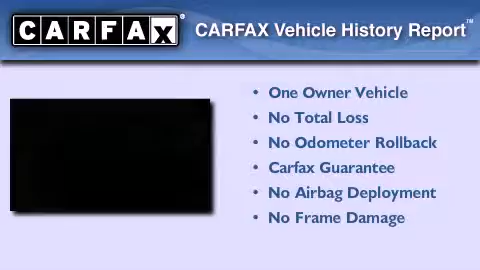 CARFAX® CARFAX Vehicle History Report™
• One Owner Vehicle
• No Total Loss
• No Odometer Rollback
• Carfax Guarantee
• No Airbag Deployment
• No Frame Damage